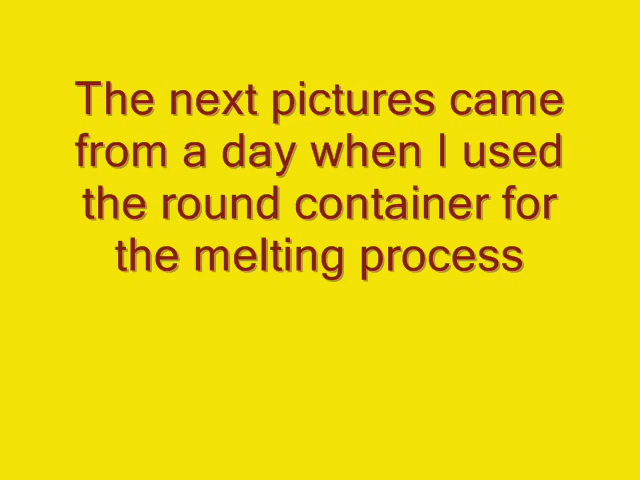 The next pictures came
from a day when I used
the round container for
the melting process